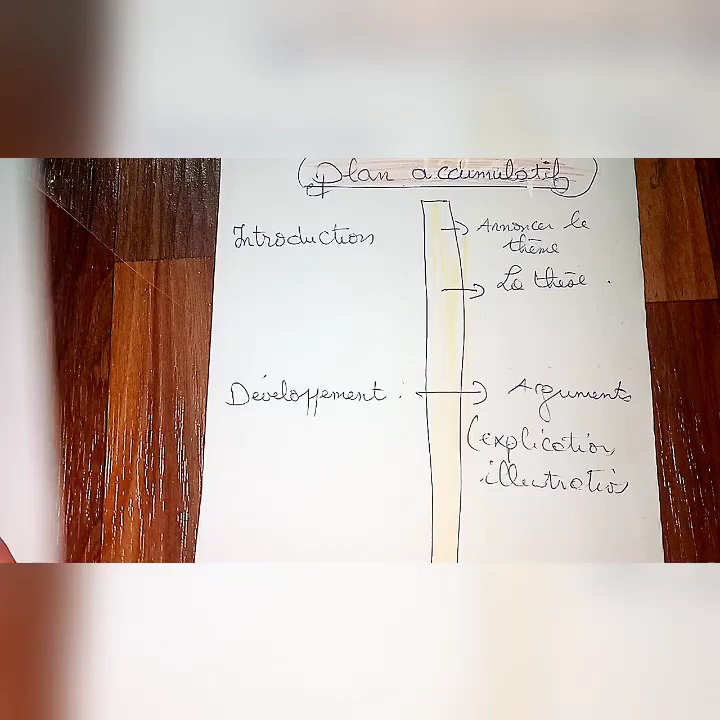 Plan accumulatif
Introduction
Annoncer le
thème
La thèse .
Développement :
Arguments
(explication
illustration